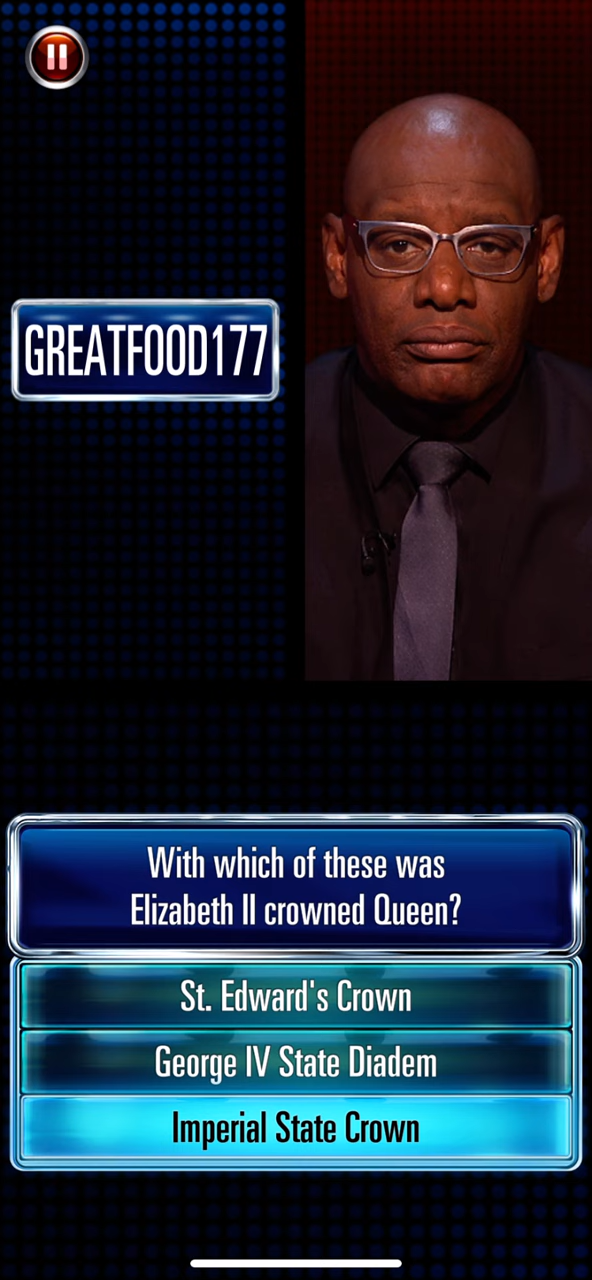 GREATFOOD177
With which of these was
Elizabeth II crowned Queen?
St. Edward's Crown
George IV State Diadem
Imperial State Crown